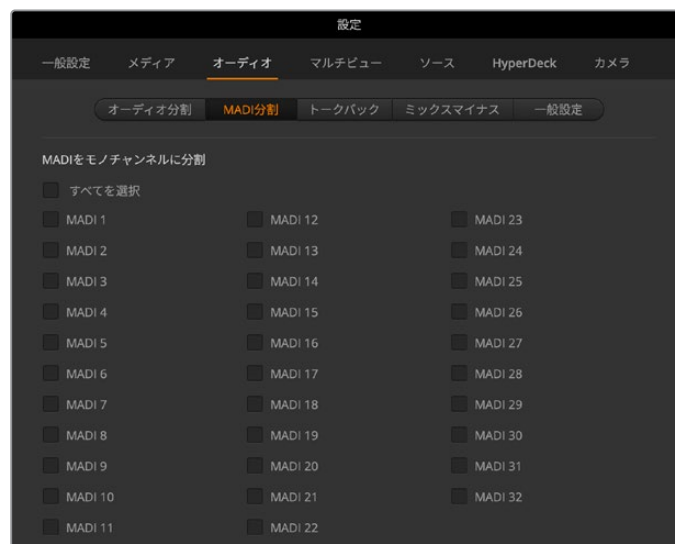 設定
一般設定 メディア オーディオ マルチビュー ソース HyperDeck カメラ
オーディオ分割 MADI分割 トークバック ミックスマイナス 一般設定
MADIをモノチャンネルに分割
すべてを選択
MADI 1 MADI 12 MADI 23
MADI 2 MADI 13 MADI 24
MADI 3 MADI 14 MADI 25
MADI 4 MADI 15 MADI 26
MADI 5 MADI 16 MADI 27
MADI 6 MADI 17 MADI 28
MADI 7 MADI 18 MADI 29
MADI 8 MADI 19 MADI 30
MADI 9 MADI 20 MADI 31
MADI 10 MADI 21 MADI 32
MADI 11 MADI 22